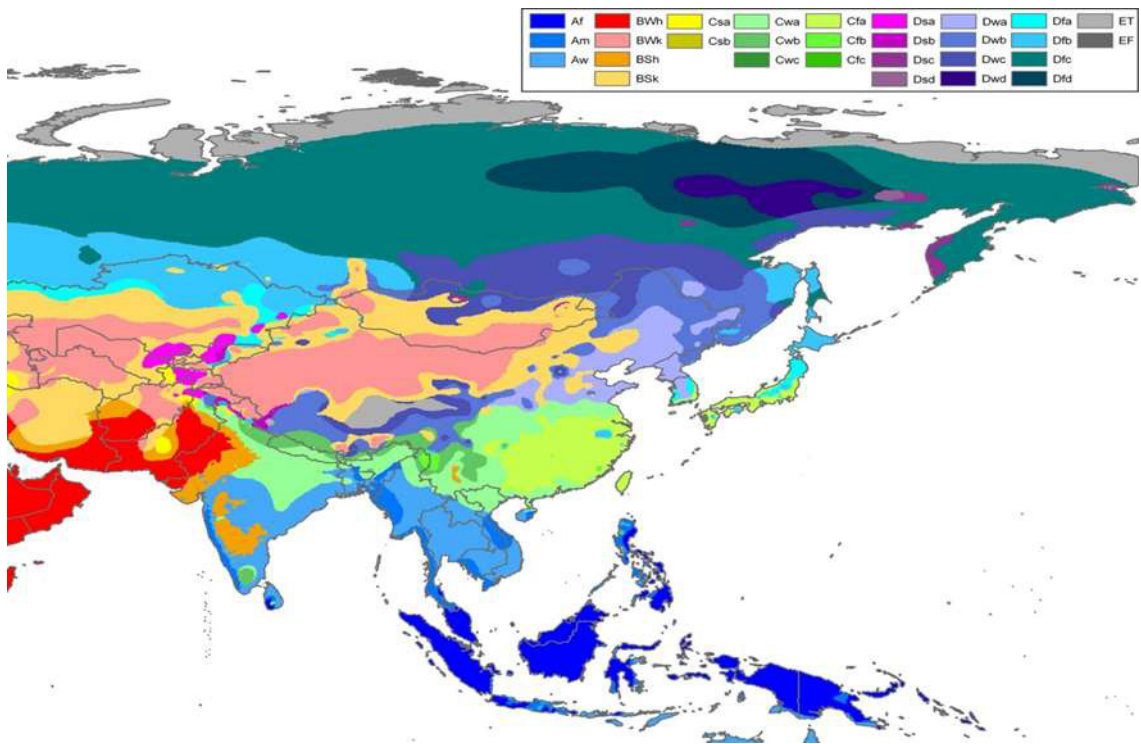 Af BWh Csa Cwa Cfa Dsa Dwa Dfa ET
Am BWk Csb Cwb Cfb Dsb Dwb Dfb EF
Aw BSh Cwc Cfc Dsc Dwc Dfc
BSk Dsd Dwd Dfd